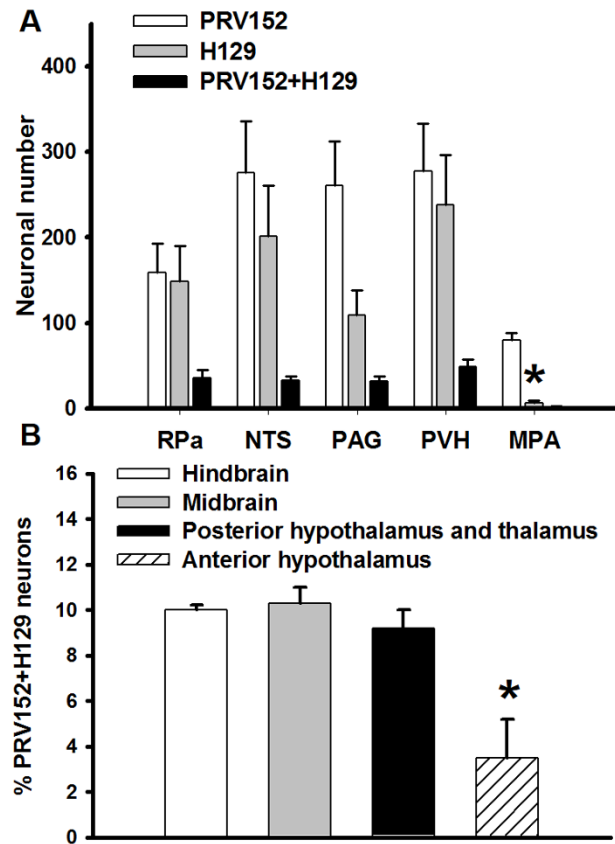 A
PRV152
H129
PRV152+H129
Neuronal number
400
300
200
100
0
*
RPa NTS PAG PVH MPA
B
Hindbrain
Midbrain
Posterior hypothalamus and thalamus
Anterior hypothalamus
% PRV152+H129 neurons
16
14
12
10
8
6
4
2
0
*